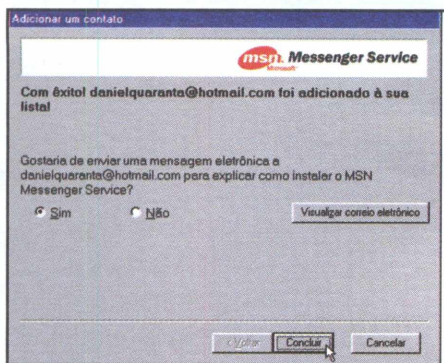 Adicionar um contato
msn. Messenger Service
Microsoft
Com êxito! danielquaranta@hotmail.com foi adicionado à sua
lista!
Gostaria de enviar uma mensagem eletrônica a
danielquaranta@hotmail.com para explicar como instalar o MSN
Messenger Service?
Sim Não Visualizar correio eletrônico
< Voltar Concluir Cancelar